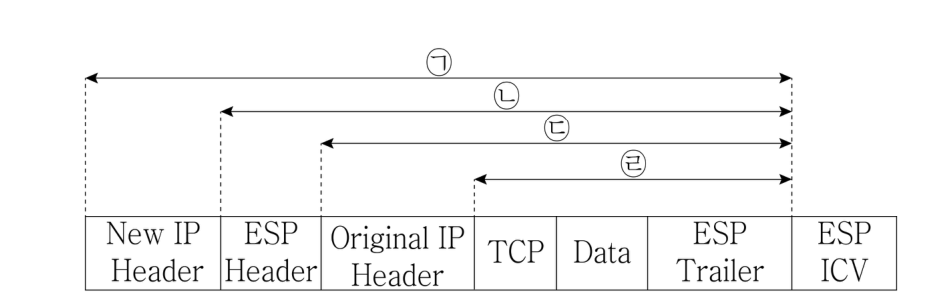 ㉠
㉡
㉢
㉣
New IP Header
ESP Header
Original IP Header
TCP
Data
ESP Trailer
ESP ICV